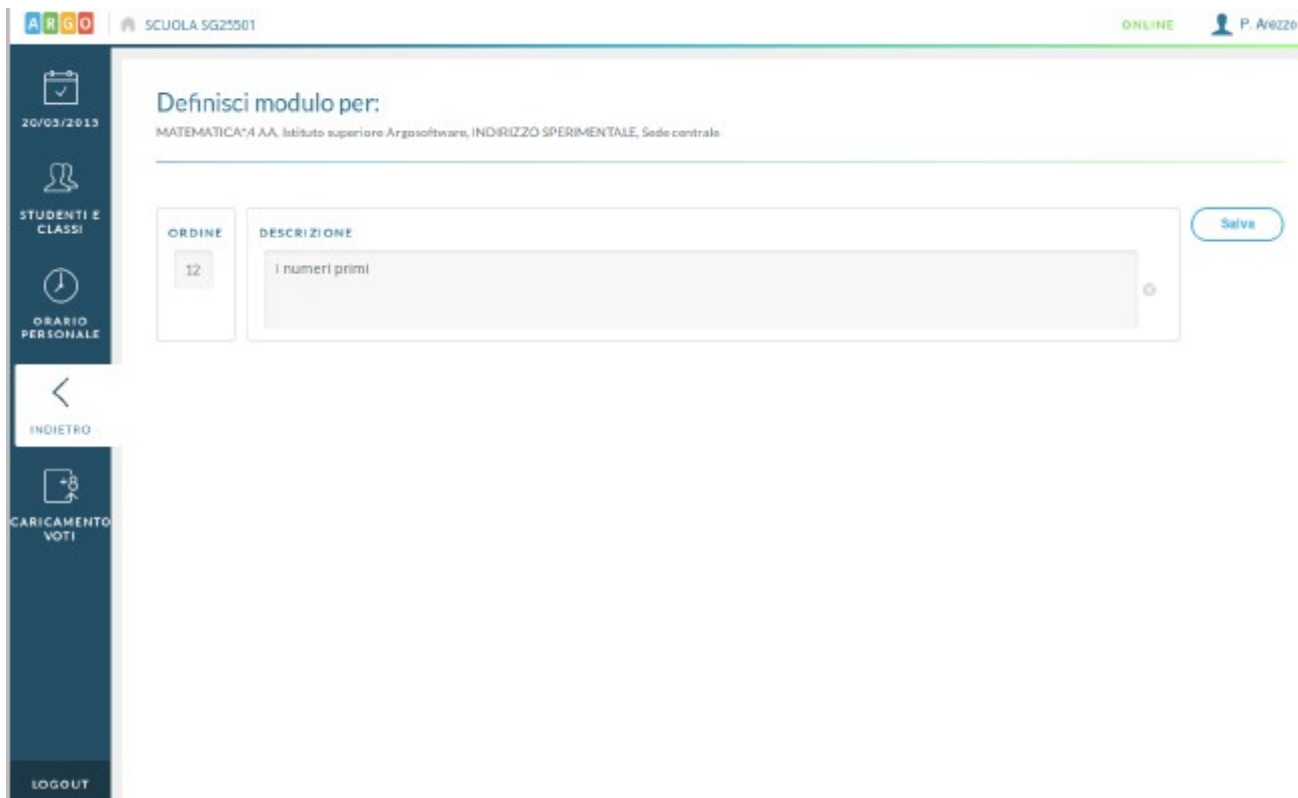 ARGO
SCUOLA SG25501
ONLINE
P. Arezzo
20/05/2015
STUDENTI E
CLASSI
ORARIO
PERSONALE
INDIETRO
+8
CARICAMENTO
VOTI
LOGOUT
Definisci modulo per:
MATEMATICA*,4 AA. Istituto superiore Argosoftware, INDIRIZZO SPERIMENTALE, Sede centrale
ORDINE
12
DESCRIZIONE
I numeri primi
Salva